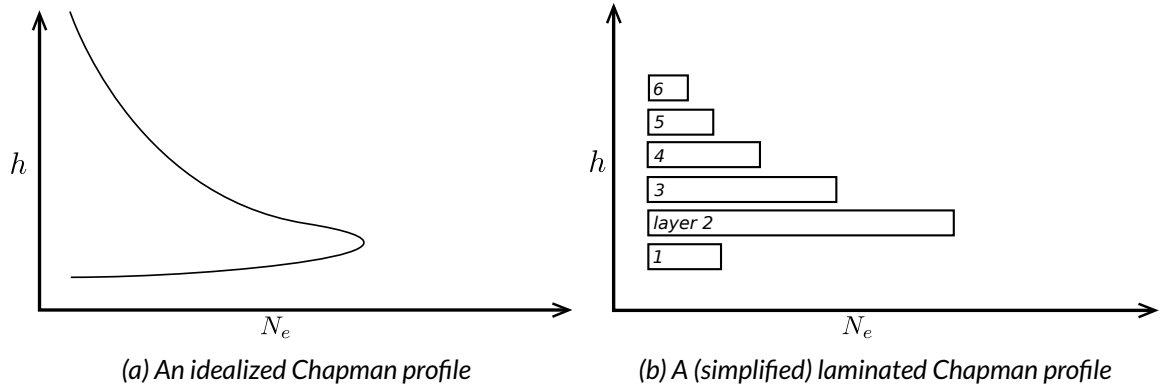 h
N_e
(a) An idealized Chapman profile
h
6
5
4
3
layer 2
1
N_e
(b) A (simplified) laminated Chapman profile